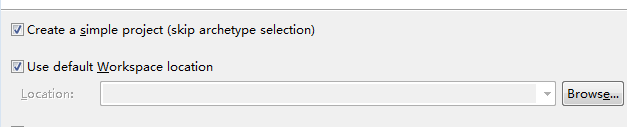 Create a simple project (skip archetype selection)
Use default Workspace location
Location:
Browse...